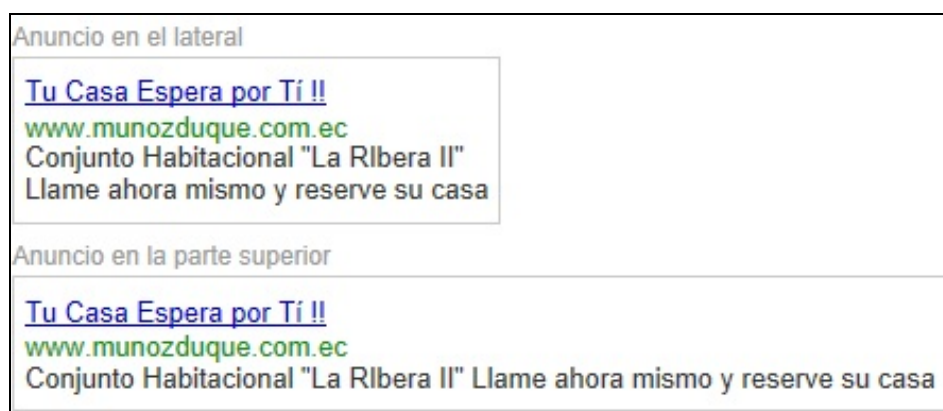 Anuncio en el lateral
Tu Casa Espera por Tí !!
www.munozduque.com.ec
Conjunto Habitacional "La RIbera II"
Llame ahora mismo y reserve su casa
Anuncio en la parte superior
Tu Casa Espera por Tí !!
www.munozduque.com.ec
Conjunto Habitacional "La RIbera II" Llame ahora mismo y reserve su casa